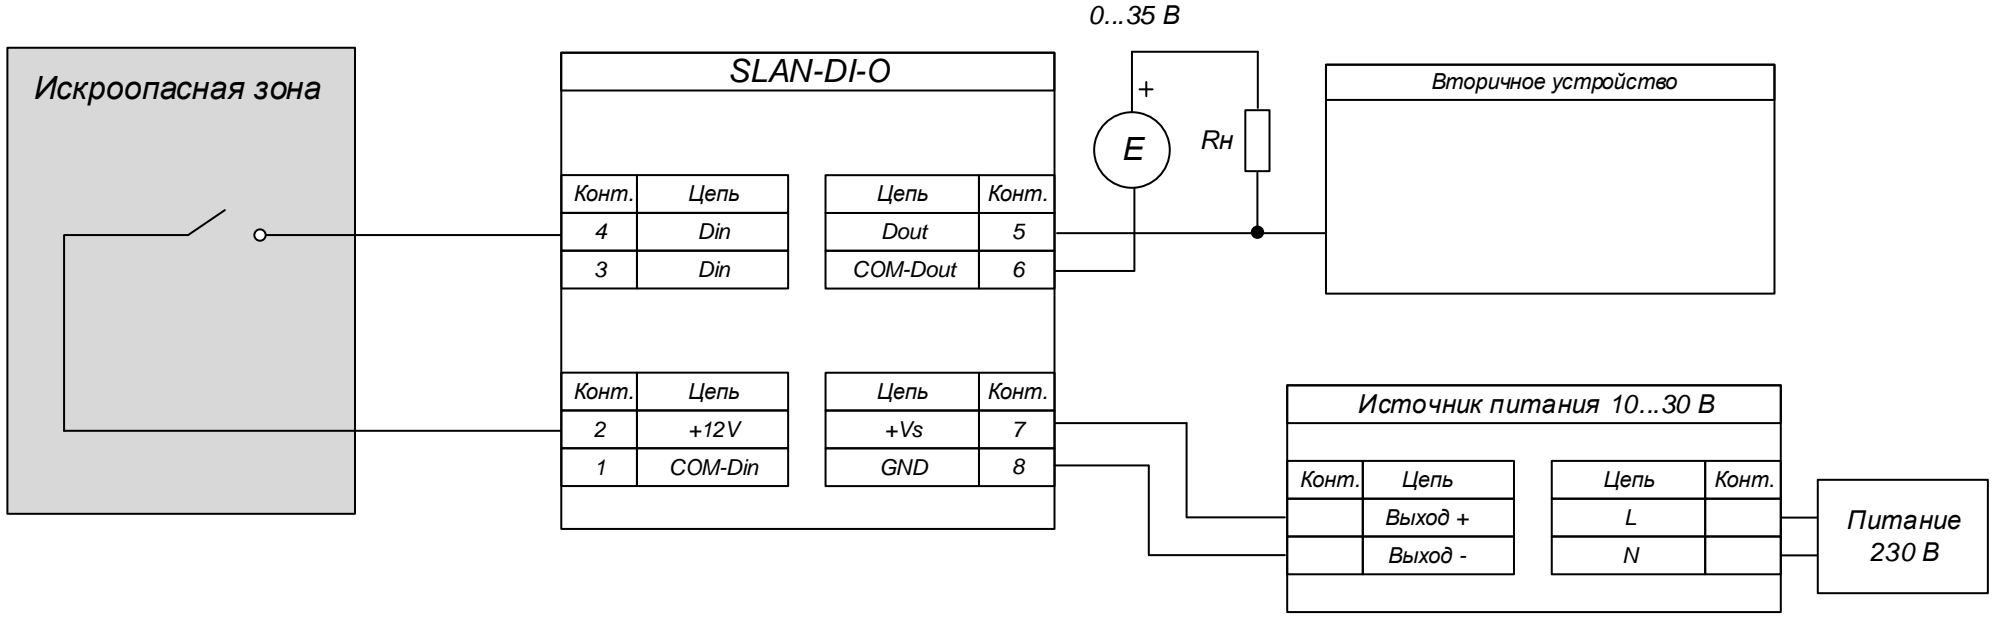 0...35 В
Искроопасная зона
SLAN-DI-O
Вторичное устройство
+
E
Rн
Конт. Цепь
4 Din
3 Din
Цепь Конт.
Dout 5
COM-Dout 6
Конт. Цепь
2 +12V
1 COM-Din
Цепь Конт.
+Vs 7
GND 8
Источник питания 10...30 В
Конт. Цепь
Выход +
Выход -
Цепь Конт.
L
N
Питание
230 В